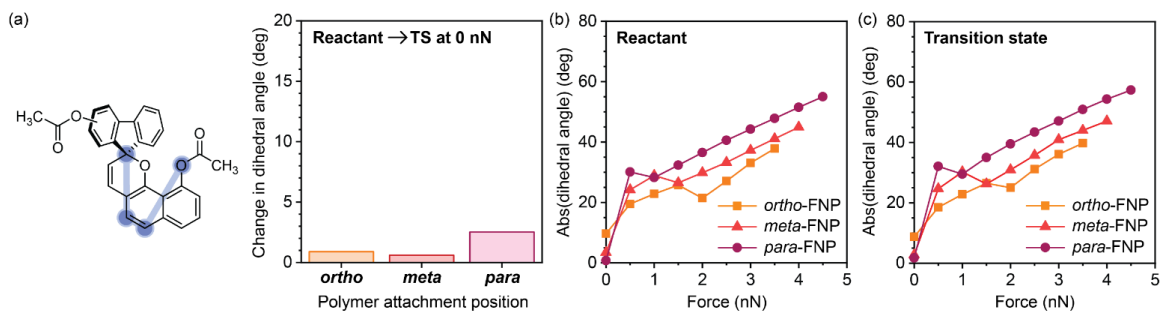 (a)
CH₃
O
O
O
O
CH₃
O
Change in dihedral angle (deg)
20
15
10
5
0
Reactant → TS at 0 nN
ortho meta para
Polymer attachment position
(b)
Abs(dihedral angle) (deg)
80
60
40
20
0
Reactant
ortho-FNP
meta-FNP
para-FNP
0 1 2 3 4 5
Force (nN)
(c)
Abs(dihedral angle) (deg)
80
60
40
20
0
Transition state
ortho-FNP
meta-FNP
para-FNP
0 1 2 3 4 5
Force (nN)